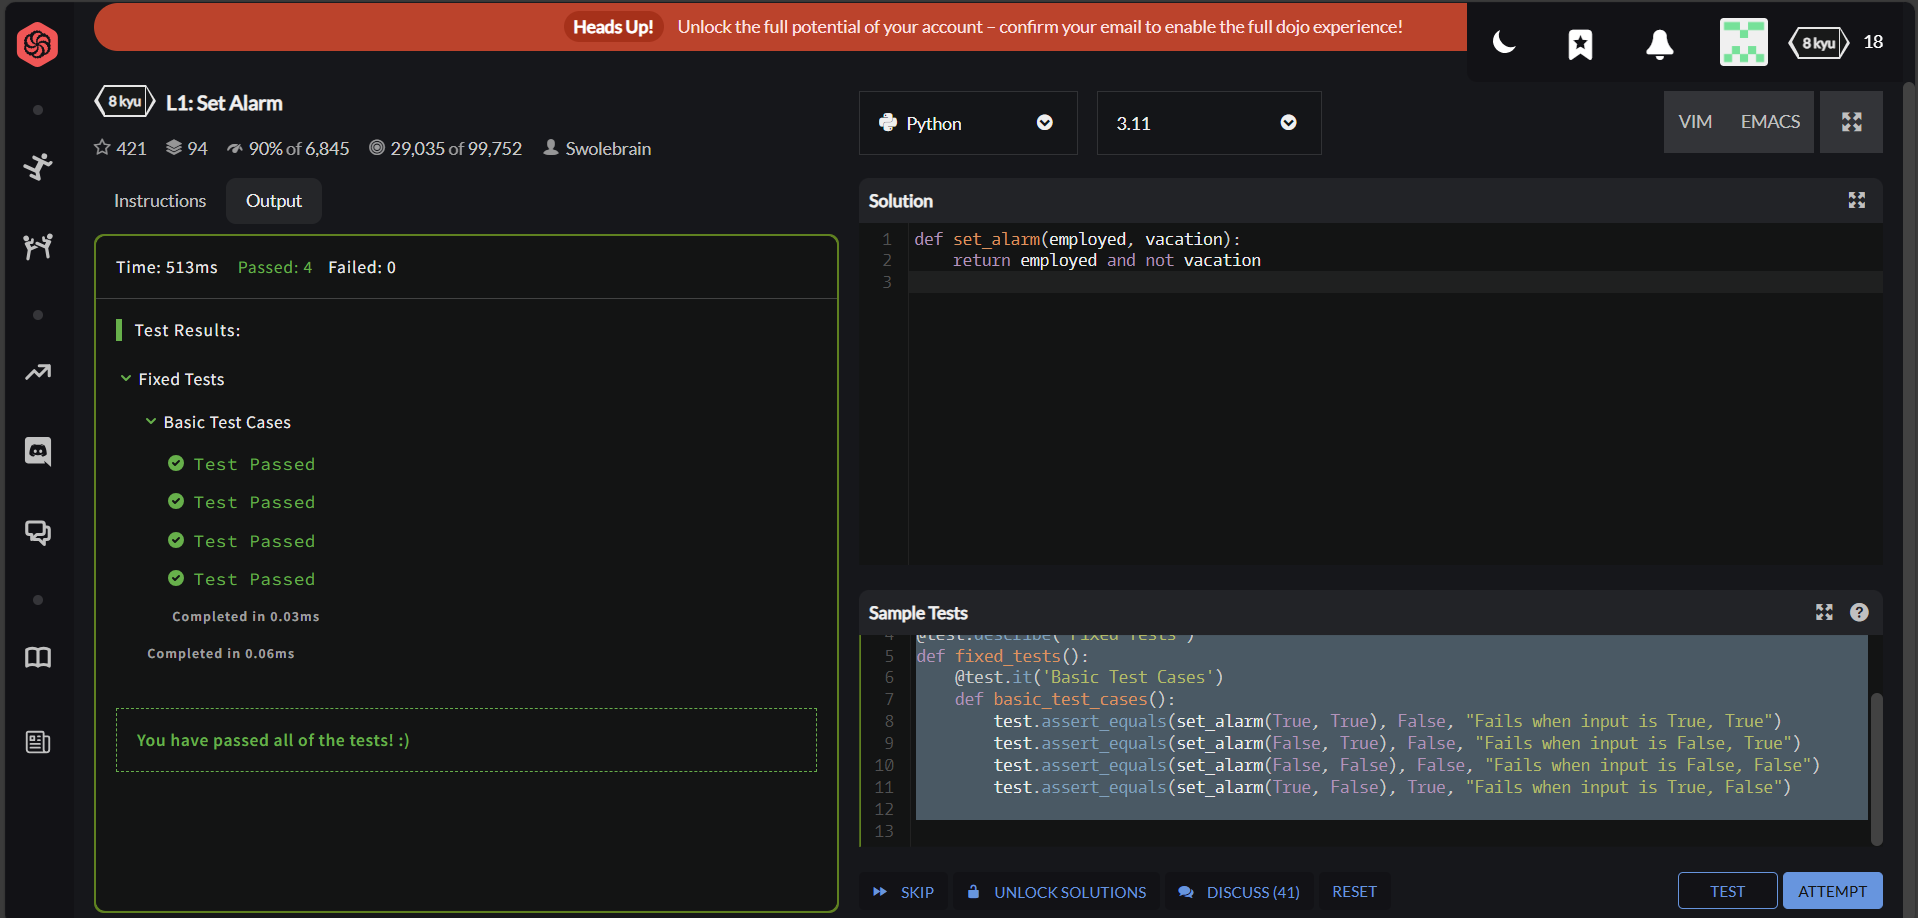 Heads Up! Unlock the full potential of your account – confirm your email to enable the full dojo experience!
8 kyu 18
8 kyu L1: Set Alarm
421 94 90% of 6,845 29,035 of 99,752 Swolebrain
Instructions Output
Time: 513ms Passed: 4 Failed: 0
Test Results:
Fixed Tests
Basic Test Cases
Test Passed
Test Passed
Test Passed
Test Passed
Completed in 0.03ms
Completed in 0.06ms
You have passed all of the tests! :)
Python 3.11 VIM EMACS
Solution
1 def set_alarm(employed, vacation):
2     return employed and not vacation
3
Sample Tests
4 @test.describe('Fixed Tests')
5 def fixed_tests():
6     @test.it('Basic Test Cases')
7     def basic_test_cases():
8         test.assert_equals(set_alarm(True, True), False, "Fails when input is True, True")
9         test.assert_equals(set_alarm(False, True), False, "Fails when input is False, True")
10         test.assert_equals(set_alarm(False, False), False, "Fails when input is False, False")
11         test.assert_equals(set_alarm(True, False), True, "Fails when input is True, False")
12
13
SKIP UNLOCK SOLUTIONS DISCUSS (41) RESET TEST ATTEMPT